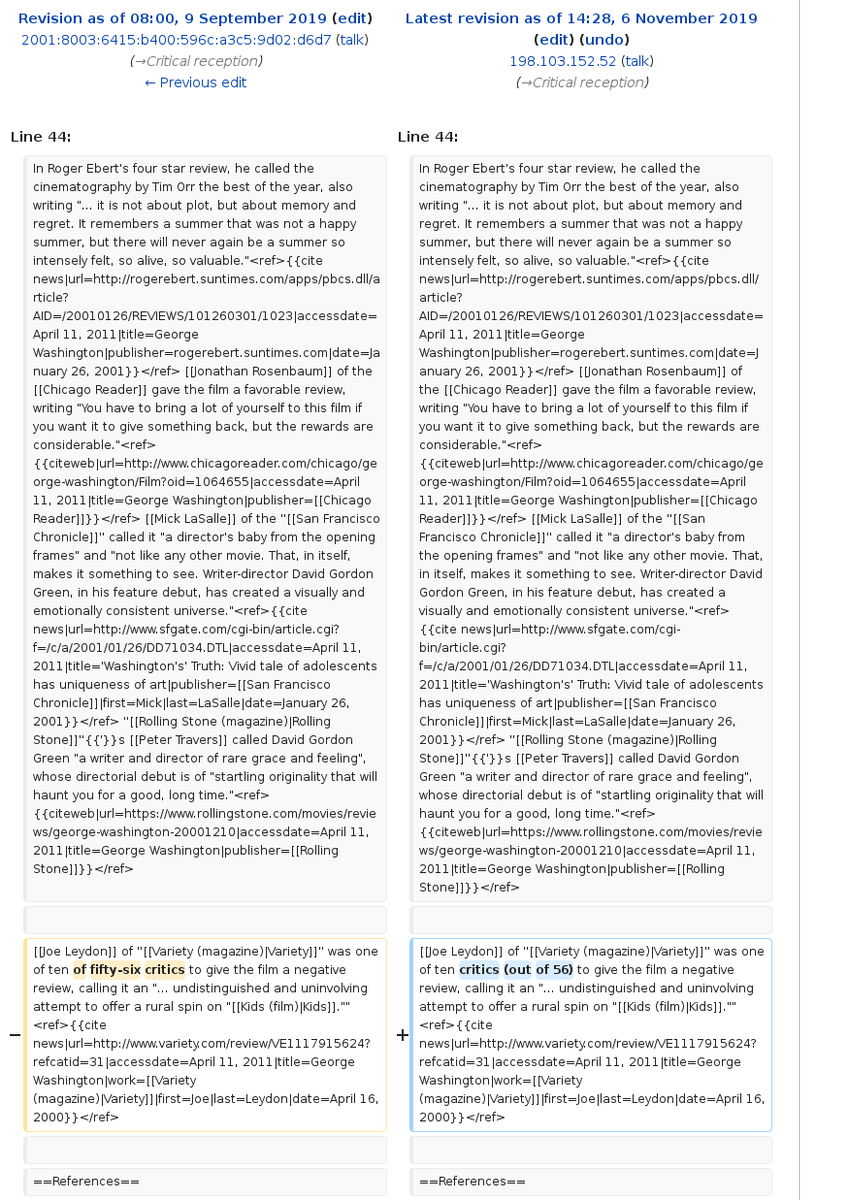 Revision as of 08:00, 9 September 2019 (edit)
2001:8003:6415:b400:596c:a3c5:9d02:d6d7 (talk)
(→Critical reception)
← Previous edit
Latest revision as of 14:28, 6 November 2019
(edit) (undo)
198.103.152.52 (talk)
(→Critical reception)
Line 44:
Line 44:
In Roger Ebert's four star review, he called the
cinematography by Tim Orr the best of the year, also
writing "... it is not about plot, but about memory and
regret. It remembers a summer that was not a happy
summer, but there will never again be a summer so
intensely felt, so alive, so valuable."<ref>{{cite
news|url=http://rogerebert.suntimes.com/apps/pbcs.dll/a
rticle?
AID=/20010126/REVIEWS/101260301/1023|accessdate=
April 11, 2011|title=George
Washington|publisher=rogerebert.suntimes.com|date=Ja
nuary 26, 2001}}</ref> [[Jonathan Rosenbaum]] of the
[[Chicago Reader]] gave the film a favorable review,
writing "You have to bring a lot of yourself to this film if
you want it to give something back, but the rewards are
considerable."<ref>
{{citeweb|url=http://www.chicagoreader.com/chicago/ge
orge-washington/Film?oid=1064655|accessdate=April
11, 2011|title=George Washington|publisher=[[Chicago
Reader]]}}</ref> [[Mick LaSalle]] of the "[[San Francisco
Chronicle]]" called it "a director's baby from the opening
frames" and "not like any other movie. That, in itself,
makes it something to see. Writer-director David Gordon
Green, in his feature debut, has created a visually and
emotionally consistent universe."<ref>{{cite
news|url=http://www.sfgate.com/cgi-bin/article.cgi?
f=/c/a/2001/01/26/DD71034.DTL|accessdate=April 11,
2011|title='Washington's' Truth: Vivid tale of adolescents
has uniqueness of art|publisher=[[San Francisco
Chronicle]]|first=Mick|last=LaSalle|date=January 26,
2001}}</ref> "[[Rolling Stone (magazine)|Rolling
Stone]]"{{'}}s [[Peter Travers]] called David Gordon
Green "a writer and director of rare grace and feeling",
whose directorial debut is of "startling originality that will
haunt you for a good, long time."<ref>
{{citeweb|url=https://www.rollingstone.com/movies/revie
ws/george-washington-20001210|accessdate=April 11,
2011|title=George Washington|publisher=[[Rolling
Stone]]}}</ref>
In Roger Ebert's four star review, he called the
cinematography by Tim Orr the best of the year, also
writing "... it is not about plot, but about memory and
regret. It remembers a summer that was not a happy
summer, but there will never again be a summer so
intensely felt, so alive, so valuable."<ref>{{cite
news|url=http://rogerebert.suntimes.com/apps/pbcs.dll/
article?
AID=/20010126/REVIEWS/101260301/1023|accessdate=
April 11, 2011|title=George
Washington|publisher=rogerebert.suntimes.com|date=J
anuary 26, 2001}}</ref> [[Jonathan Rosenbaum]] of
the [[Chicago Reader]] gave the film a favorable review,
writing "You have to bring a lot of yourself to this film if
you want it to give something back, but the rewards are
considerable."<ref>
{{citeweb|url=http://www.chicagoreader.com/chicago/ge
orge-washington/Film?oid=1064655|accessdate=April
11, 2011|title=George Washington|publisher=[[Chicago
Reader]]}}</ref> [[Mick LaSalle]] of the "[[San
Francisco Chronicle]]" called it "a director's baby from
the opening frames" and "not like any other movie. That,
in itself, makes it something to see. Writer-director David
Gordon Green, in his feature debut, has created a
visually and emotionally consistent universe."<ref>
{{cite news|url=http://www.sfgate.com/cgi-
bin/article.cgi?
f=/c/a/2001/01/26/DD71034.DTL|accessdate=April 11,
2011|title='Washington's' Truth: Vivid tale of adolescents
has uniqueness of art|publisher=[[San Francisco
Chronicle]]|first=Mick|last=LaSalle|date=January 26,
2001}}</ref> "[[Rolling Stone (magazine)|Rolling
Stone]]"{{'}}s [[Peter Travers]] called David Gordon
Green "a writer and director of rare grace and feeling",
whose directorial debut is of "startling originality that will
haunt you for a good, long time."<ref>
{{citeweb|url=https://www.rollingstone.com/movies/revie
ws/george-washington-20001210|accessdate=April 11,
2011|title=George Washington|publisher=[[Rolling
Stone]]}}</ref>
−
[[Joe Leydon]] of "[[Variety (magazine)|Variety]]" was one
of ten of fifty-six critics to give the film a negative
review, calling it an "... undistinguished and uninvolving
attempt to offer a rural spin on "[[Kids (film)|Kids]].""
<ref>{{cite
news|url=http://www.variety.com/review/VE1117915624?
refcatid=31|accessdate=April 11, 2011|title=George
Washington|work=[[Variety
(magazine)|Variety]]|first=Joe|last=Leydon|date=April 16,
2000}}</ref>
+
[[Joe Leydon]] of "[[Variety (magazine)|Variety]]" was one
of ten critics (out of 56) to give the film a negative
review, calling it an "... undistinguished and uninvolving
attempt to offer a rural spin on "[[Kids (film)|Kids]].""
<ref>{{cite
news|url=http://www.variety.com/review/VE1117915624?
refcatid=31|accessdate=April 11, 2011|title=George
Washington|work=[[Variety
(magazine)|Variety]]|first=Joe|last=Leydon|date=April 16,
2000}}</ref>
==References==
==References==